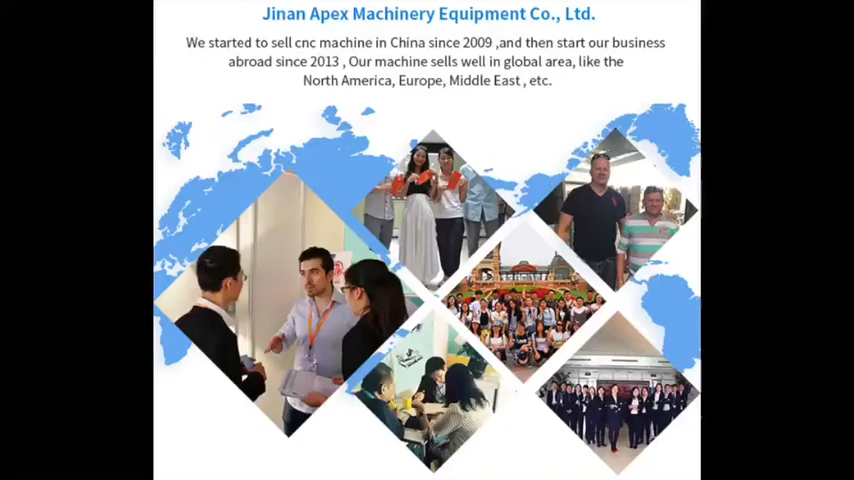 Jinan Apex Machinery Equipment Co., Ltd.
We started to sell cnc machine in China since 2009 ,and then start our business
abroad since 2013 , Our machine sells well in global area, like the
North America, Europe, Middle East , etc.